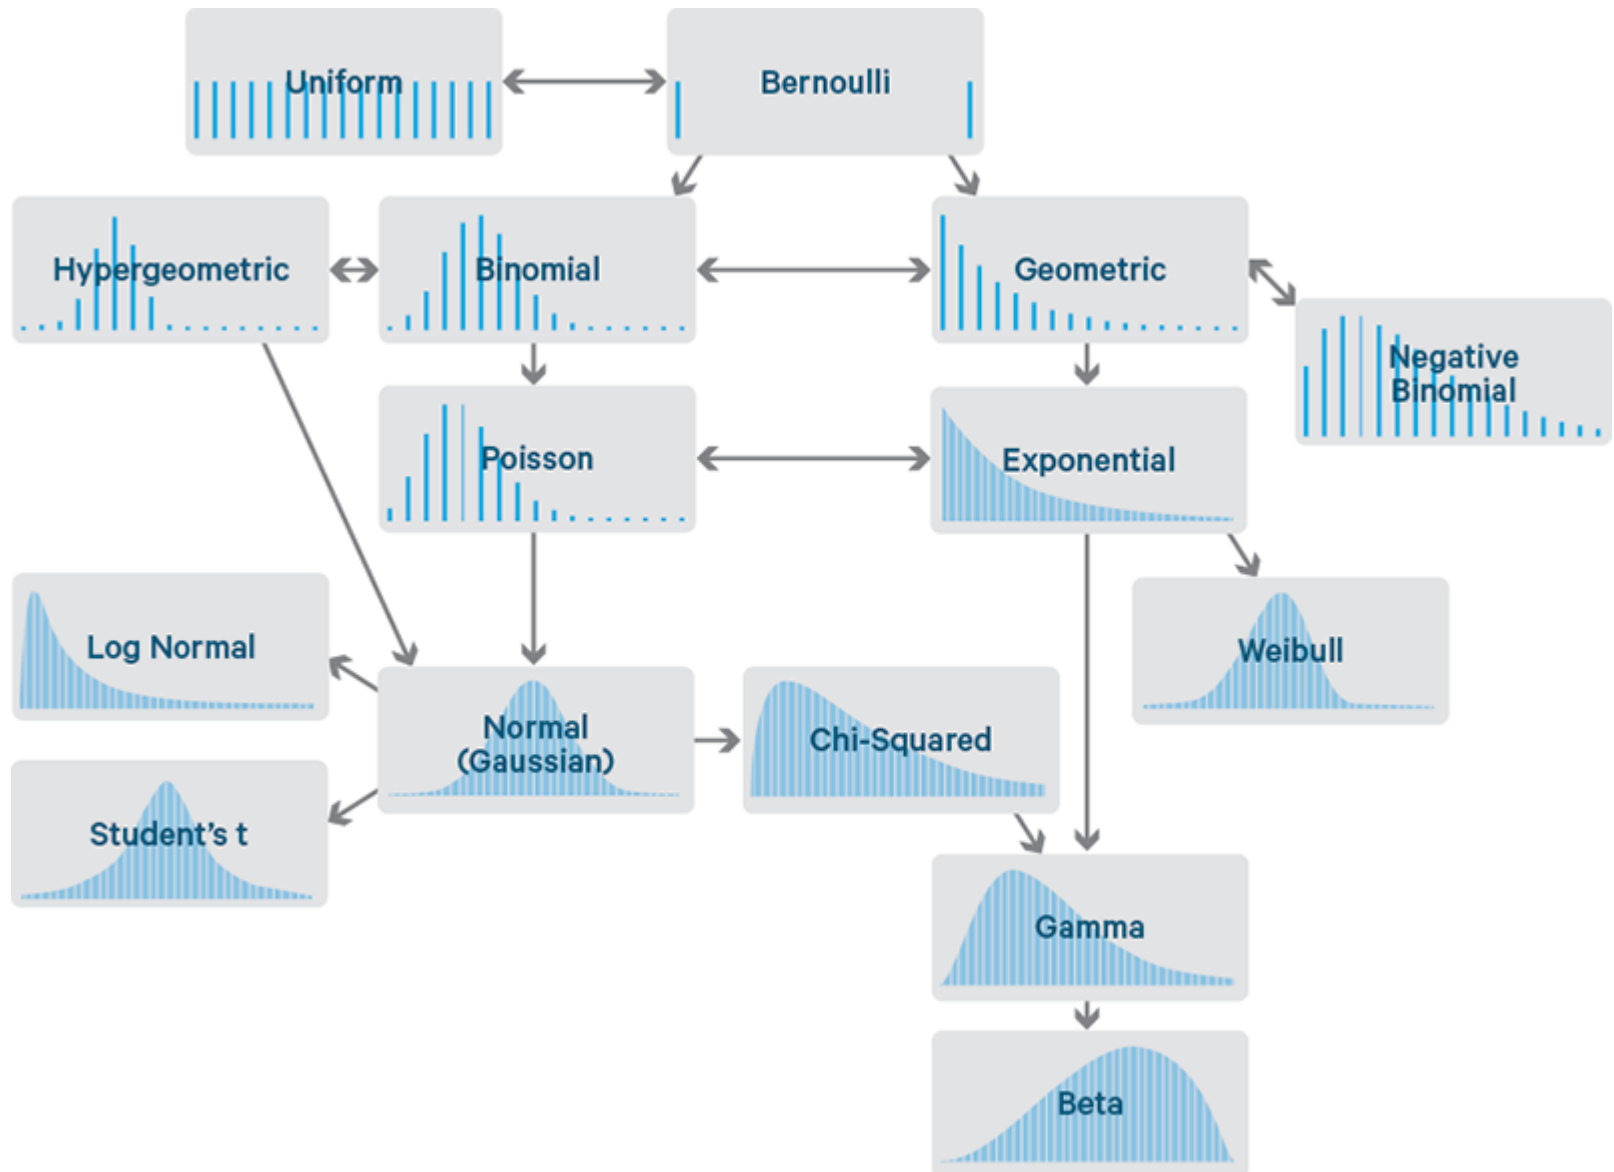 Uniform
Bernoulli
Hypergeometric
Binomial
Geometric
Negative
Binomial
Poisson
Exponential
Log Normal
Weibull
Normal
(Gaussian)
Chi-Squared
Student’s t
Gamma
Beta